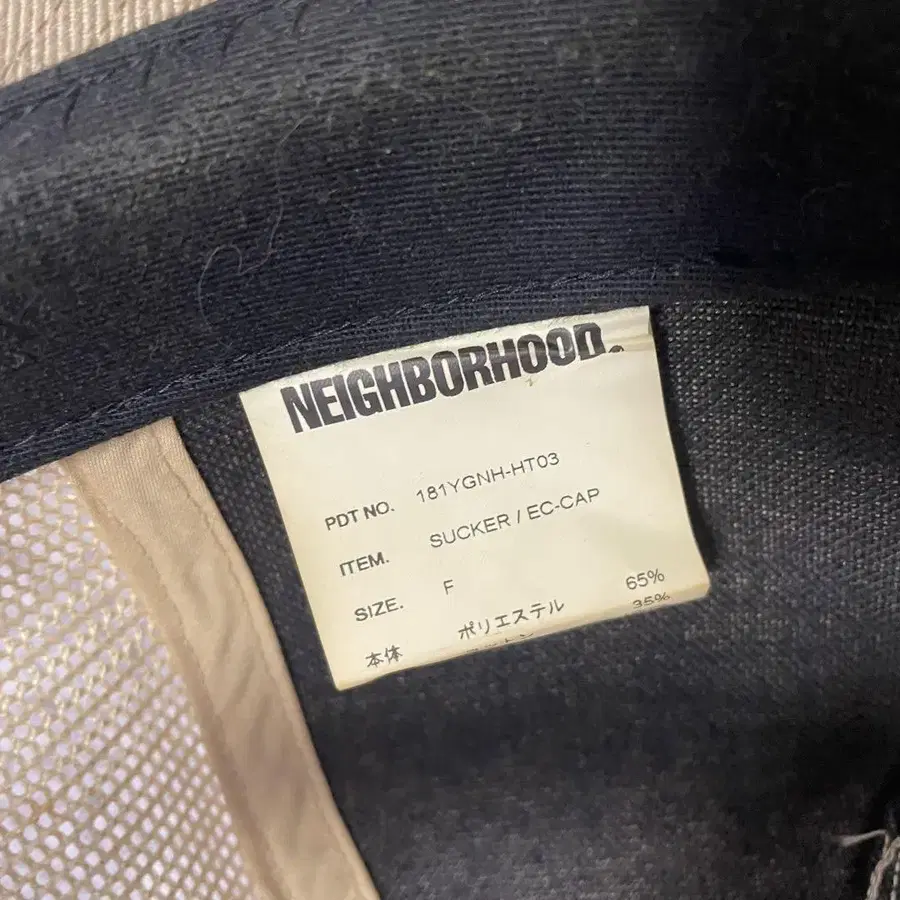 NEIGHBORHOOD.
PDT NO. 181YGNH-HT03
ITEM. SUCKER / EC-CAP
SIZE. F
本体 ポリエステル 65%
35%